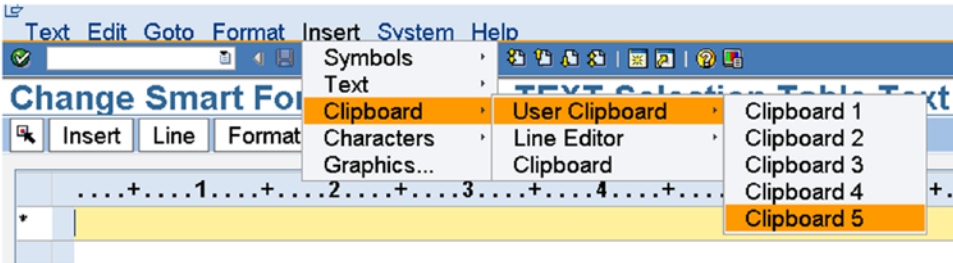 Text Edit Goto Format Insert System Help
Symbols
Text
Change Smart For TEXT Selection Table Text
Clipboard User Clipboard Clipboard 1
Insert Line Format Characters Line Editor Clipboard 2
Graphics... Clipboard Clipboard 3
....+....1....+....2....+....3....+....4....+.... +.
Clipboard 4
* Clipboard 5